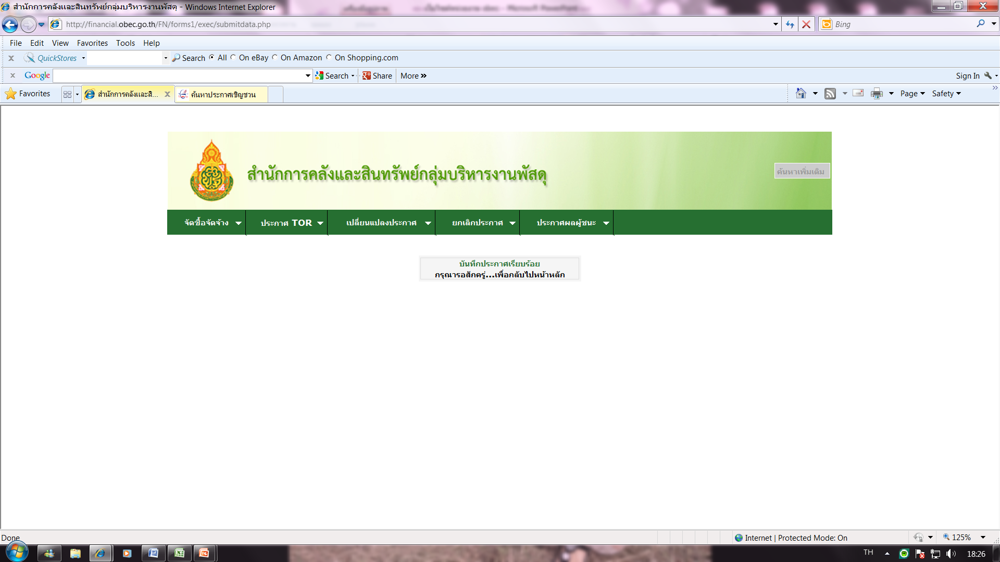 สำนักการคลังและสินทรัพย์กลุ่มบริหารงานพัสดุ - Windows Internet Explorer
http://financial.obec.go.th/FN/forms1/exec/submitdata.php
Bing
File Edit View Favorites Tools Help
x QuickStores Search All On eBay On Amazon On Shopping.com
x Google Search Share More » Sign In
Favorites สำนักการคลังและสิ... ค้นหาประกาศเชิญชวน Page Safety »
สำนักการคลังและสินทรัพย์กลุ่มบริหารงานพัสดุ
ค้นหาเพิ่มเติม
จัดซื้อจัดจ้าง ประกาศ TOR เปลี่ยนแปลงประกาศ ยกเลิกประกาศ ประกาศผลผู้ชนะ
บันทึกประกาศเรียบร้อย
กรุณารอสักครู่...เพื่อกลับไปหน้าหลัก
Done Internet | Protected Mode: On 125%
TH 18:26